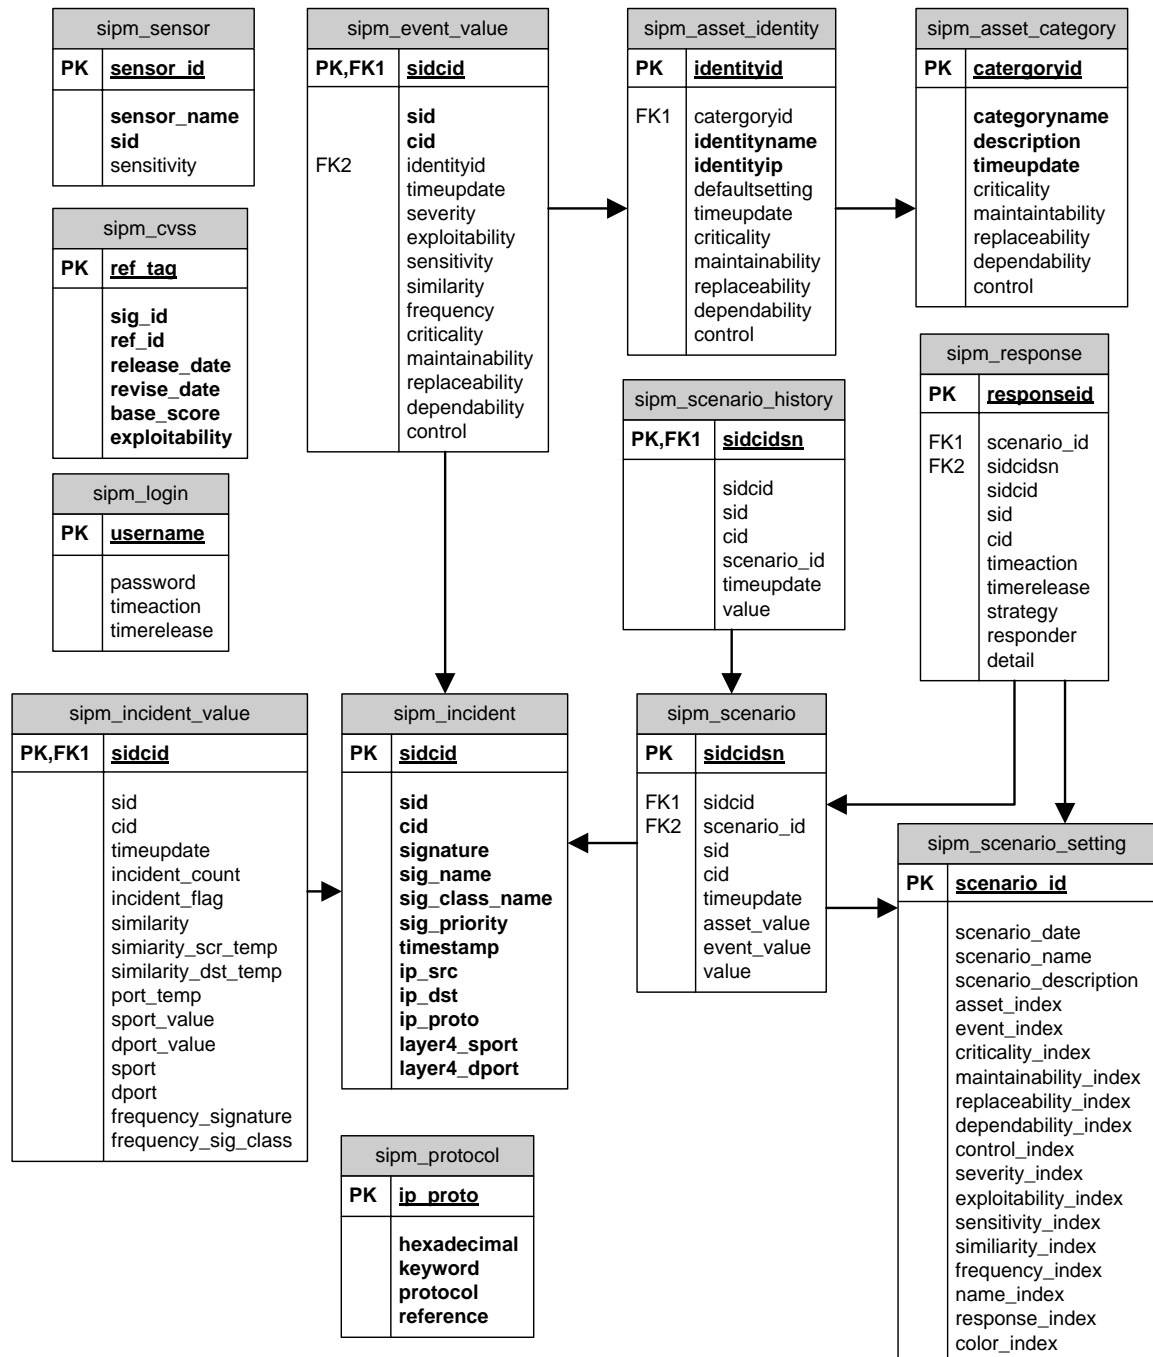 sipm_sensor
PK sensor_id
sensor_name
sid
sensitivity
sipm_event_value
PK,FK1 sidcid
sid
cid
FK2 identityid
timeupdate
severity
exploitability
sensitivity
similarity
frequency
criticality
maintainability
replaceability
dependability
control
sipm_asset_identity
PK identityid
FK1 catergoryid
identityname
identityip
defaultsetting
timeupdate
criticality
maintainability
replaceability
dependability
control
sipm_asset_category
PK catergoryid
categoryname
description
timeupdate
criticality
maintaintability
replaceability
dependability
control
sipm_cvss
PK ref_tag
sig_id
ref_id
release_date
revise_date
base_score
exploitability
sipm_login
PK username
password
timeaction
timerelease
sipm_scenario_history
PK,FK1 sidcidsn
sidcid
sid
cid
scenario_id
timeupdate
value
sipm_response
PK responseid
FK1 scenario_id
FK2 sidcidsn
sidcid
sid
cid
timeaction
timerelease
strategy
responder
detail
sipm_incident_value
PK,FK1 sidcid
sid
cid
timeupdate
incident_count
incident_flag
similarity
simiarity_scr_temp
similarity_dst_temp
port_temp
sport_value
dport_value
sport
dport
frequency_signature
frequency_sig_class
sipm_incident
PK sidcid
sid
cid
signature
sig_name
sig_class_name
sig_priority
timestamp
ip_src
ip_dst
ip_proto
layer4_sport
layer4_dport
sipm_scenario
PK sidcidsn
FK1 sidcid
FK2 scenario_id
sid
cid
timeupdate
asset_value
event_value
value
sipm_scenario_setting
PK scenario_id
scenario_date
scenario_name
scenario_description
asset_index
event_index
criticality_index
maintainability_index
replaceability_index
dependability_index
control_index
severity_index
exploitability_index
sensitivity_index
similiarity_index
frequency_index
name_index
response_index
color_index
sipm_protocol
PK ip_proto
hexadecimal
keyword
protocol
reference